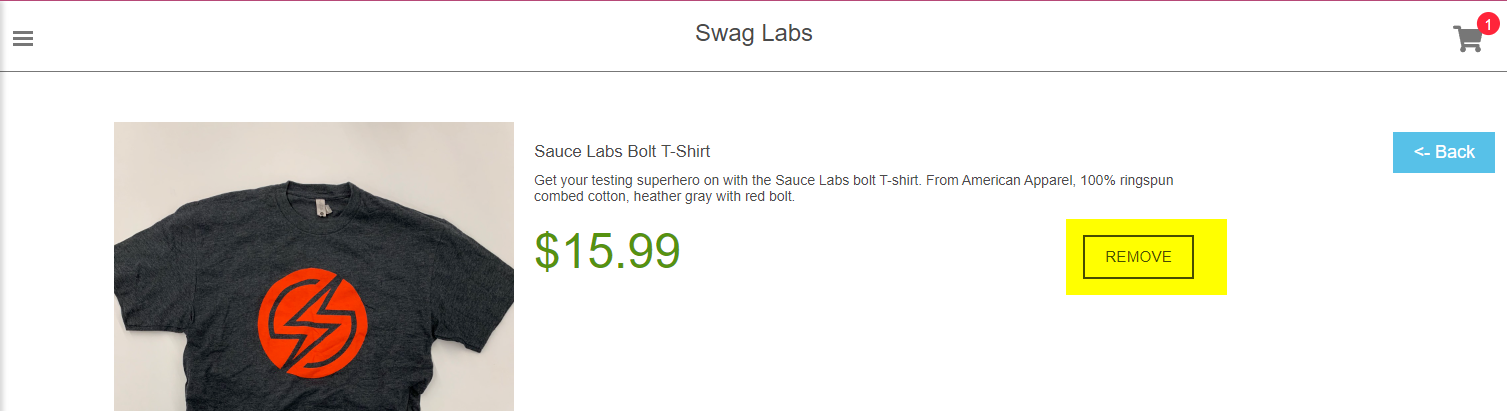 Swag Labs
1
Sauce Labs Bolt T-Shirt
<- Back
Get your testing superhero on with the Sauce Labs bolt T-shirt. From American Apparel, 100% ringspun
combed cotton, heather gray with red bolt.
$15.99
REMOVE